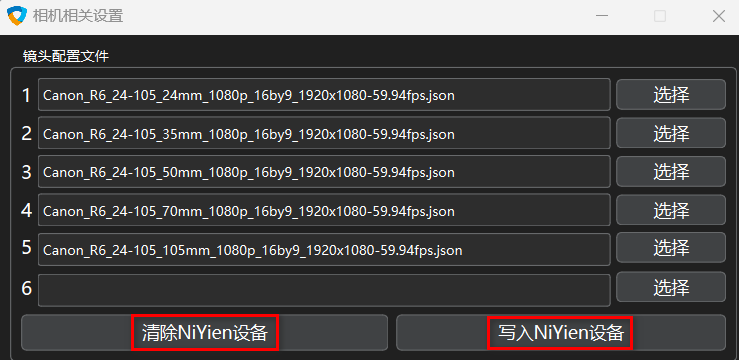 相机相关设置
镜头配置文件
1 Canon_R6_24-105_24mm_1080p_16by9_1920x1080-59.94fps.json 选择
2 Canon_R6_24-105_35mm_1080p_16by9_1920x1080-59.94fps.json 选择
3 Canon_R6_24-105_50mm_1080p_16by9_1920x1080-59.94fps.json 选择
4 Canon_R6_24-105_70mm_1080p_16by9_1920x1080-59.94fps.json 选择
5 Canon_R6_24-105_105mm_1080p_16by9_1920x1080-59.94fps.json 选择
6 选择
清除NiYien设备 写入NiYien设备